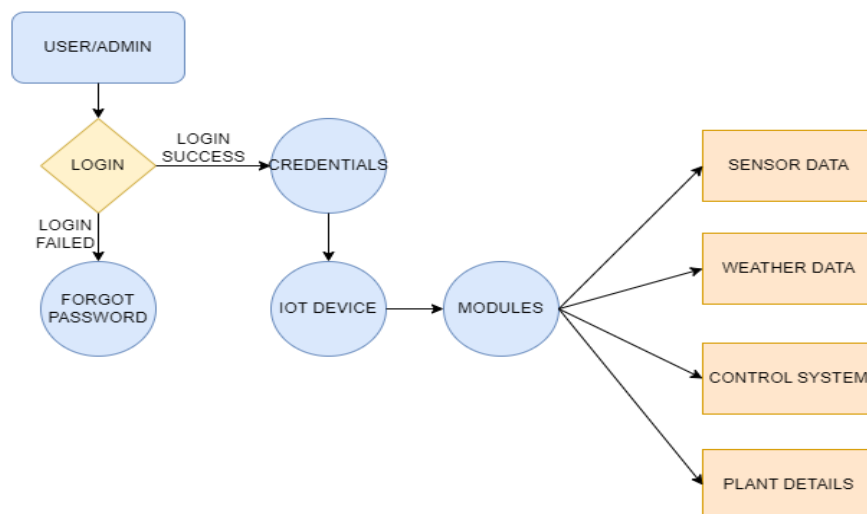 USER/ADMIN
LOGIN
LOGIN
SUCCESS
CREDENTIALS
SENSOR DATA
LOGIN
FAILED
FORGOT
PASSWORD
IOT DEVICE
MODULES
WEATHER DATA
CONTROL SYSTEM
PLANT DETAILS